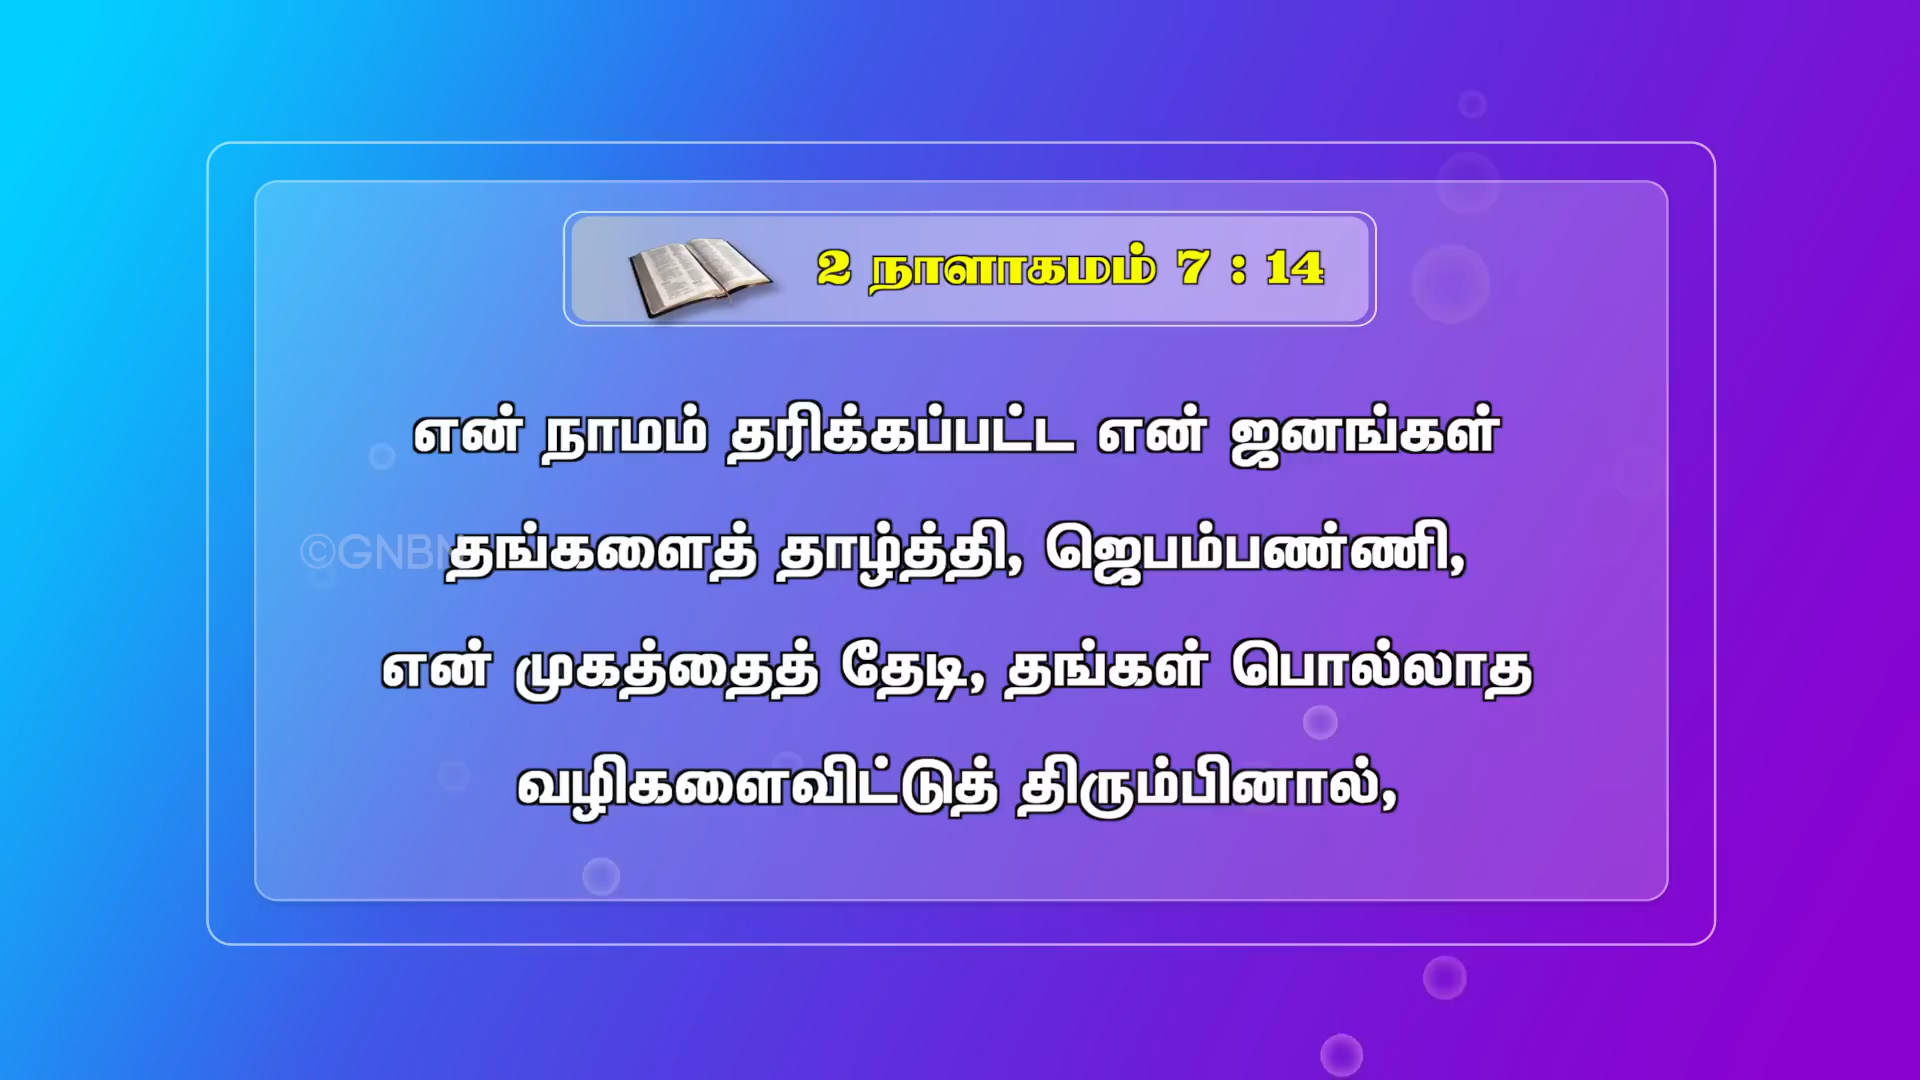 2 நாளாகமம் 7 : 14
என் நாமம் தரிக்கப்பட்ட என் ஜனங்கள்
தங்களைத் தாழ்த்தி, ஜெபம்பண்ணி,
என் முகத்தைத் தேடி, தங்கள் பொல்லாத
வழிகளைவிட்டுத் திரும்பினால்,
©GNBN